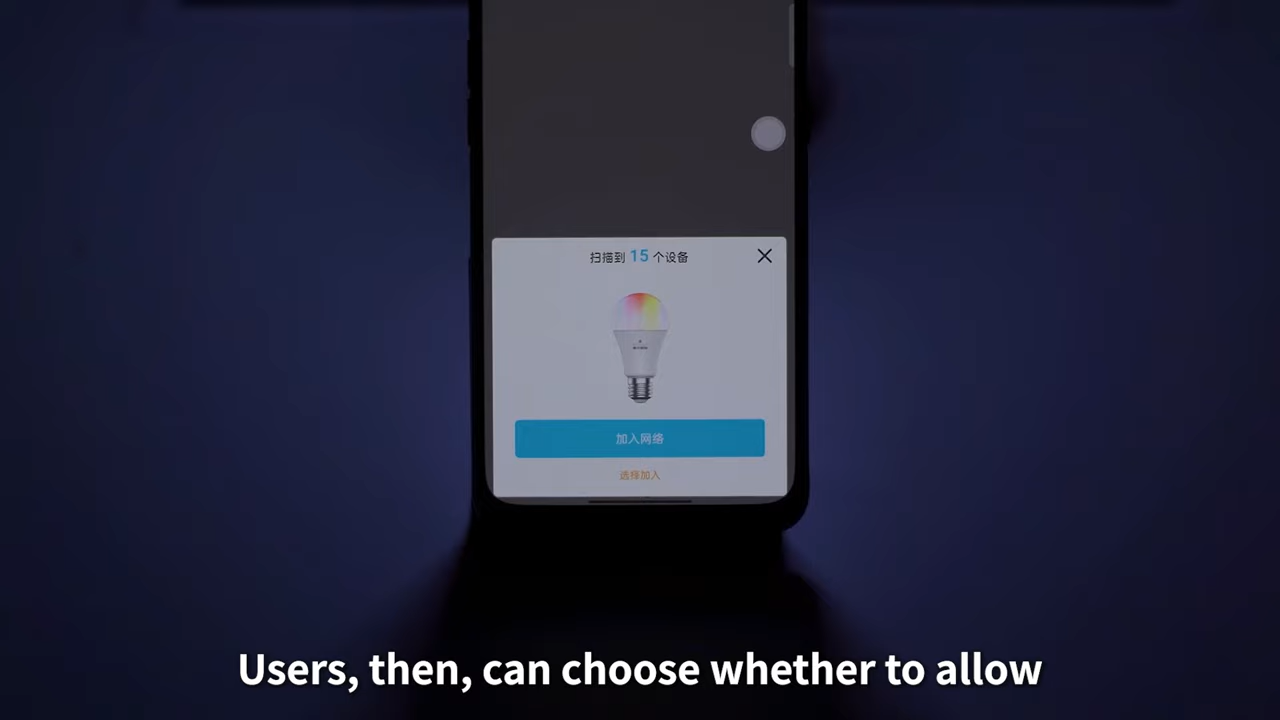 扫描到 15 个设备
加入网络
选择加入
Users, then, can choose whether to allow